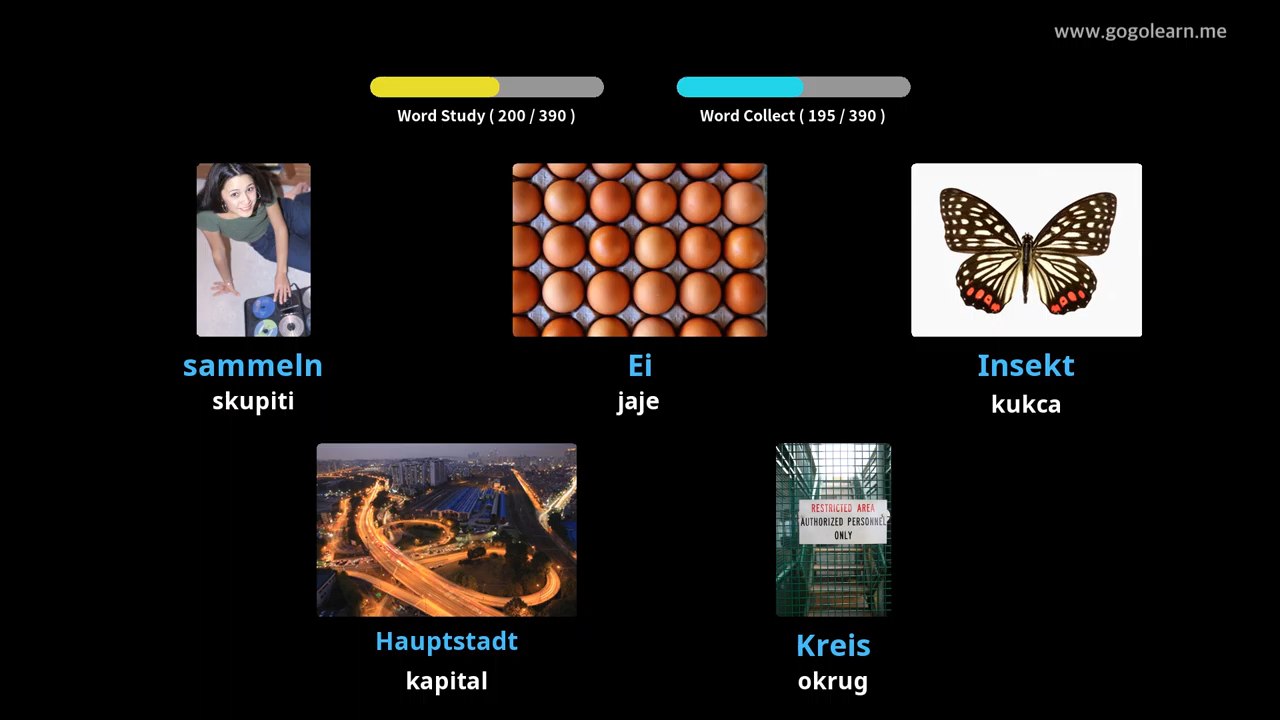 www.gogolearn.me
Word Study ( 200 / 390 )
Word Collect ( 195 / 390 )
sammeln
skupiti
Ei
jaje
Insekt
kukca
RESTRICTED AREA
AUTHORIZED PERSONNEL
ONLY
Hauptstadt
kapital
Kreis
okrug